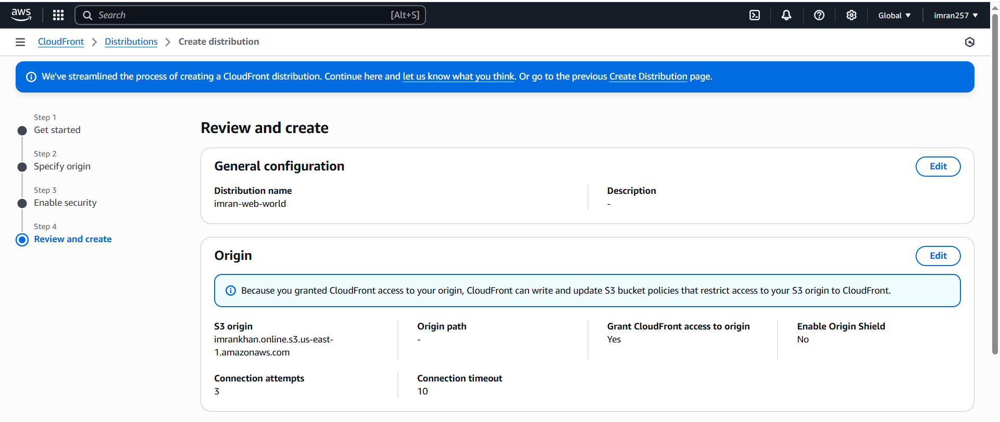 aws
Search [Alt+S]
Global
imran257
CloudFront
Distributions
Create distribution
We've streamlined the process of creating a CloudFront distribution. Continue here and let us know what you think. Or go to the previous Create Distribution page.
Step 1
Get started
Step 2
Specify origin
Step 3
Enable security
Step 4
Review and create
Review and create
General configuration
Edit
Distribution name
imran-web-world
Description
-
Origin
Edit
Because you granted CloudFront access to your origin, CloudFront can write and update S3 bucket policies that restrict access to your S3 origin to CloudFront.
S3 origin
imrankhan.online.s3.us-east-
1.amazonaws.com
Origin path
-
Grant CloudFront access to origin
Yes
Enable Origin Shield
No
Connection attempts
3
Connection timeout
10